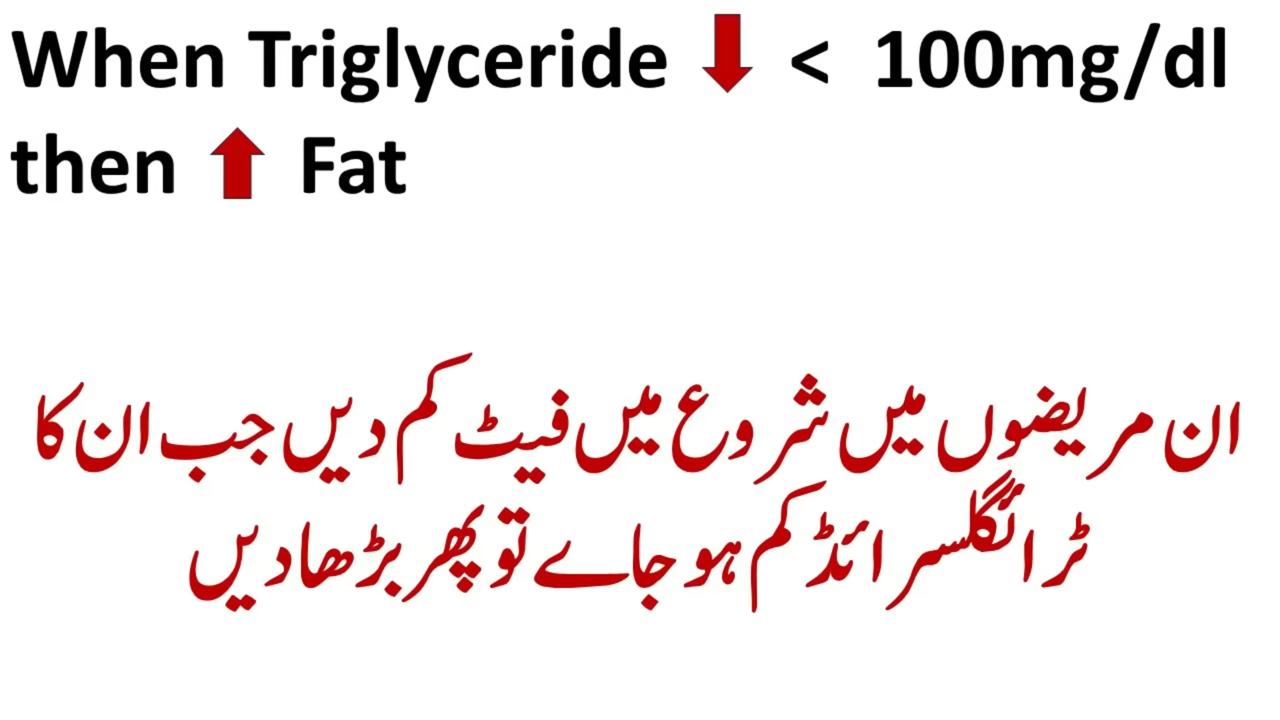 When Triglyceride ⬇ < 100mg/dl
then ⬆ Fat
ان مریضوں میں شروع میں فیٹ کم دیں جب ان کا
ٹرائگلسرائڈ کم ہو جاے تو پھر بڑھا دیں